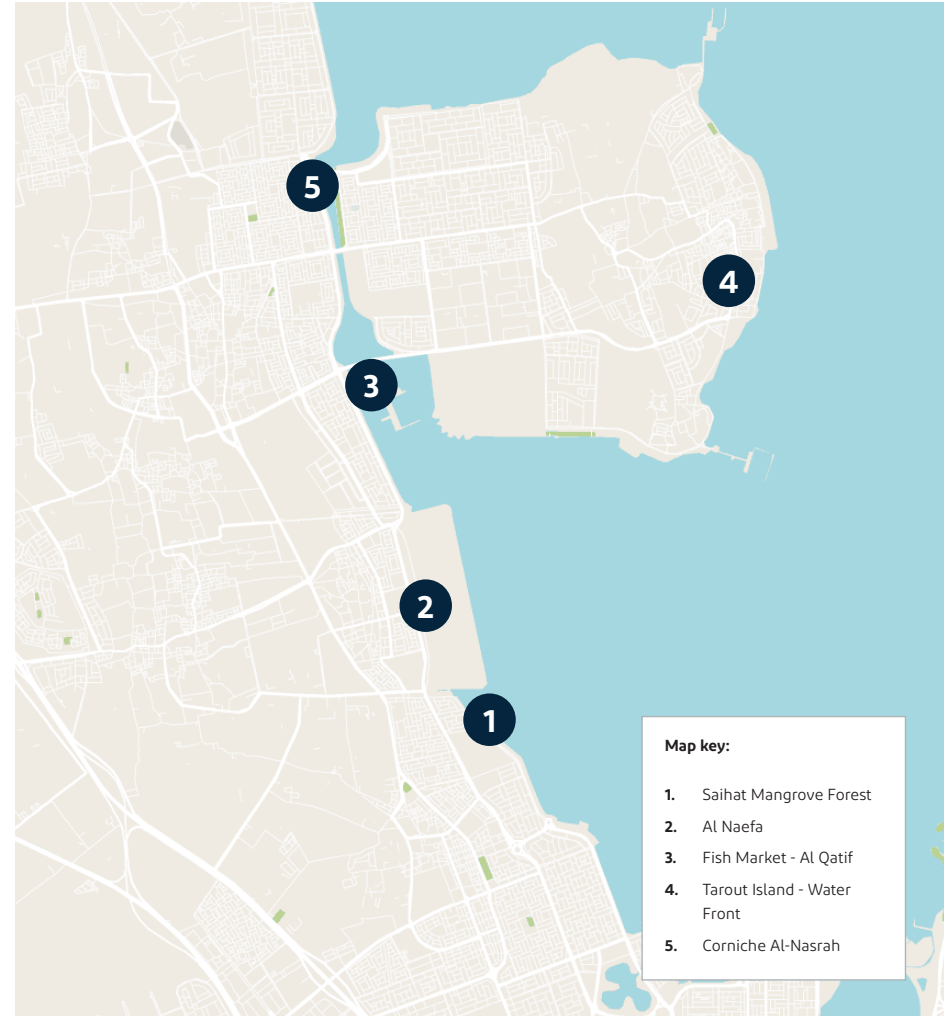 5
4
3
2
1
Map key:
1. Saihat Mangrove Forest
2. Al Naefa
3. Fish Market - Al Qatif
4. Tarout Island - Water
Front
5. Corniche Al-Nasrah